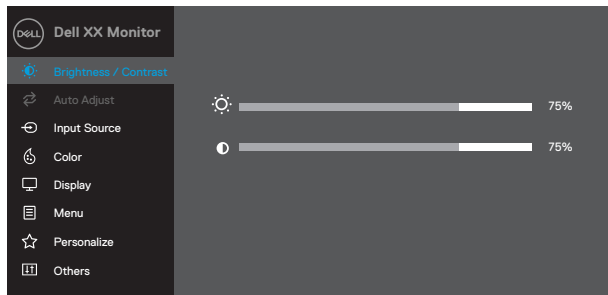 DELL
Dell XX Monitor
Brightness / Contrast
Auto Adjust
75%
Input Source
Color
75%
Display
Menu
Personalize
Others